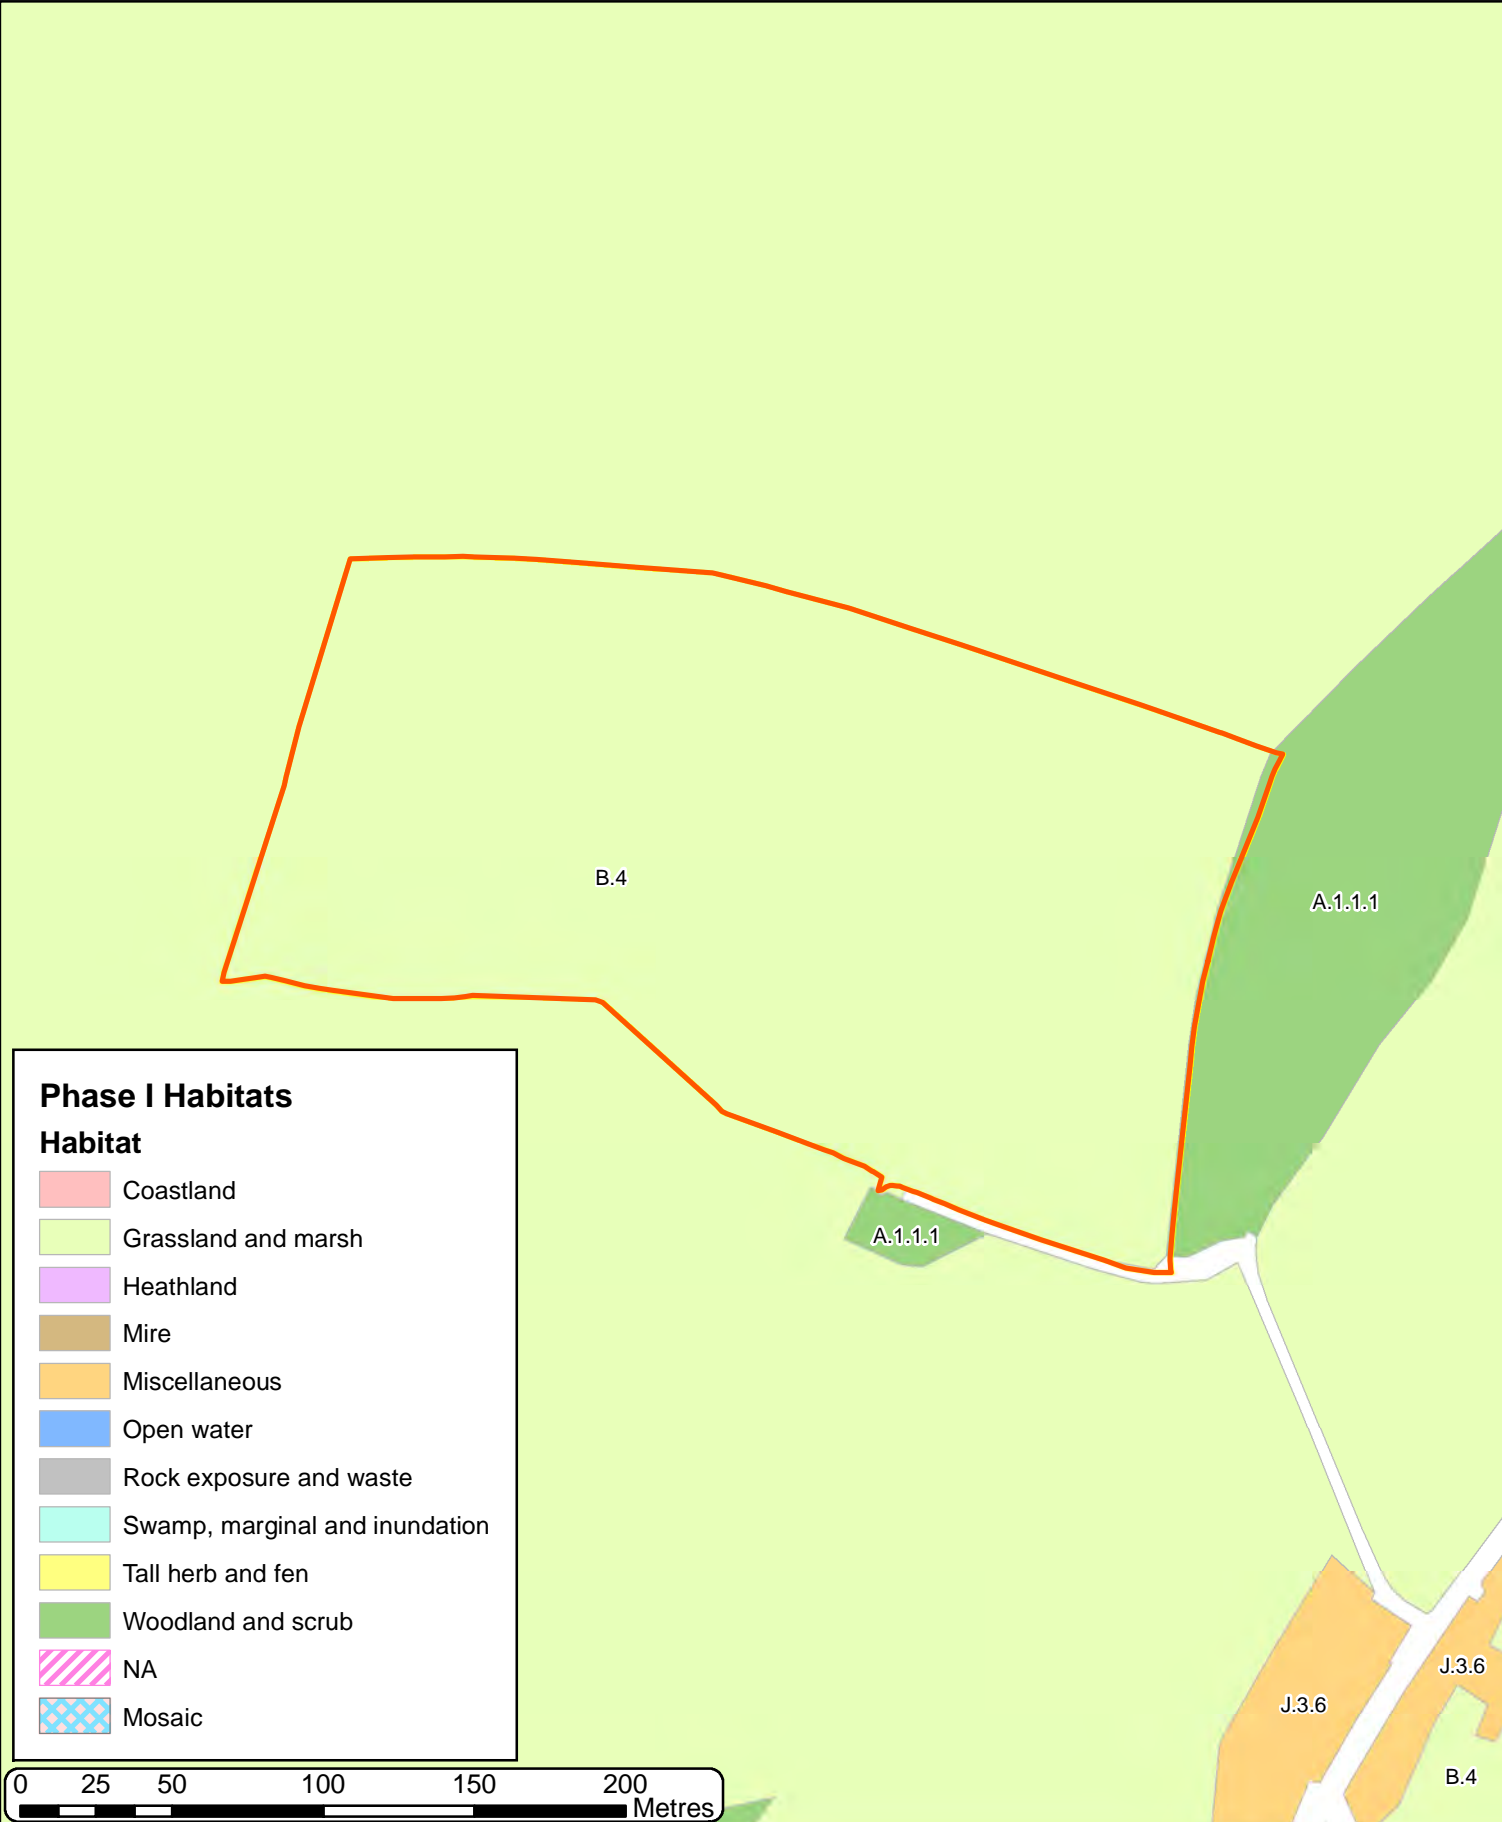 B.4
A.1.1.1
A.1.1.1
Phase I Habitats
Habitat
Coastland
Grassland and marsh
Heathland
Mire
Miscellaneous
Open water
Rock exposure and waste
Swamp, marginal and inundation
Tall herb and fen
Woodland and scrub
NA
Mosaic
J.3.6
J.3.6
B.4
0 25 50 100 150 200
Metres